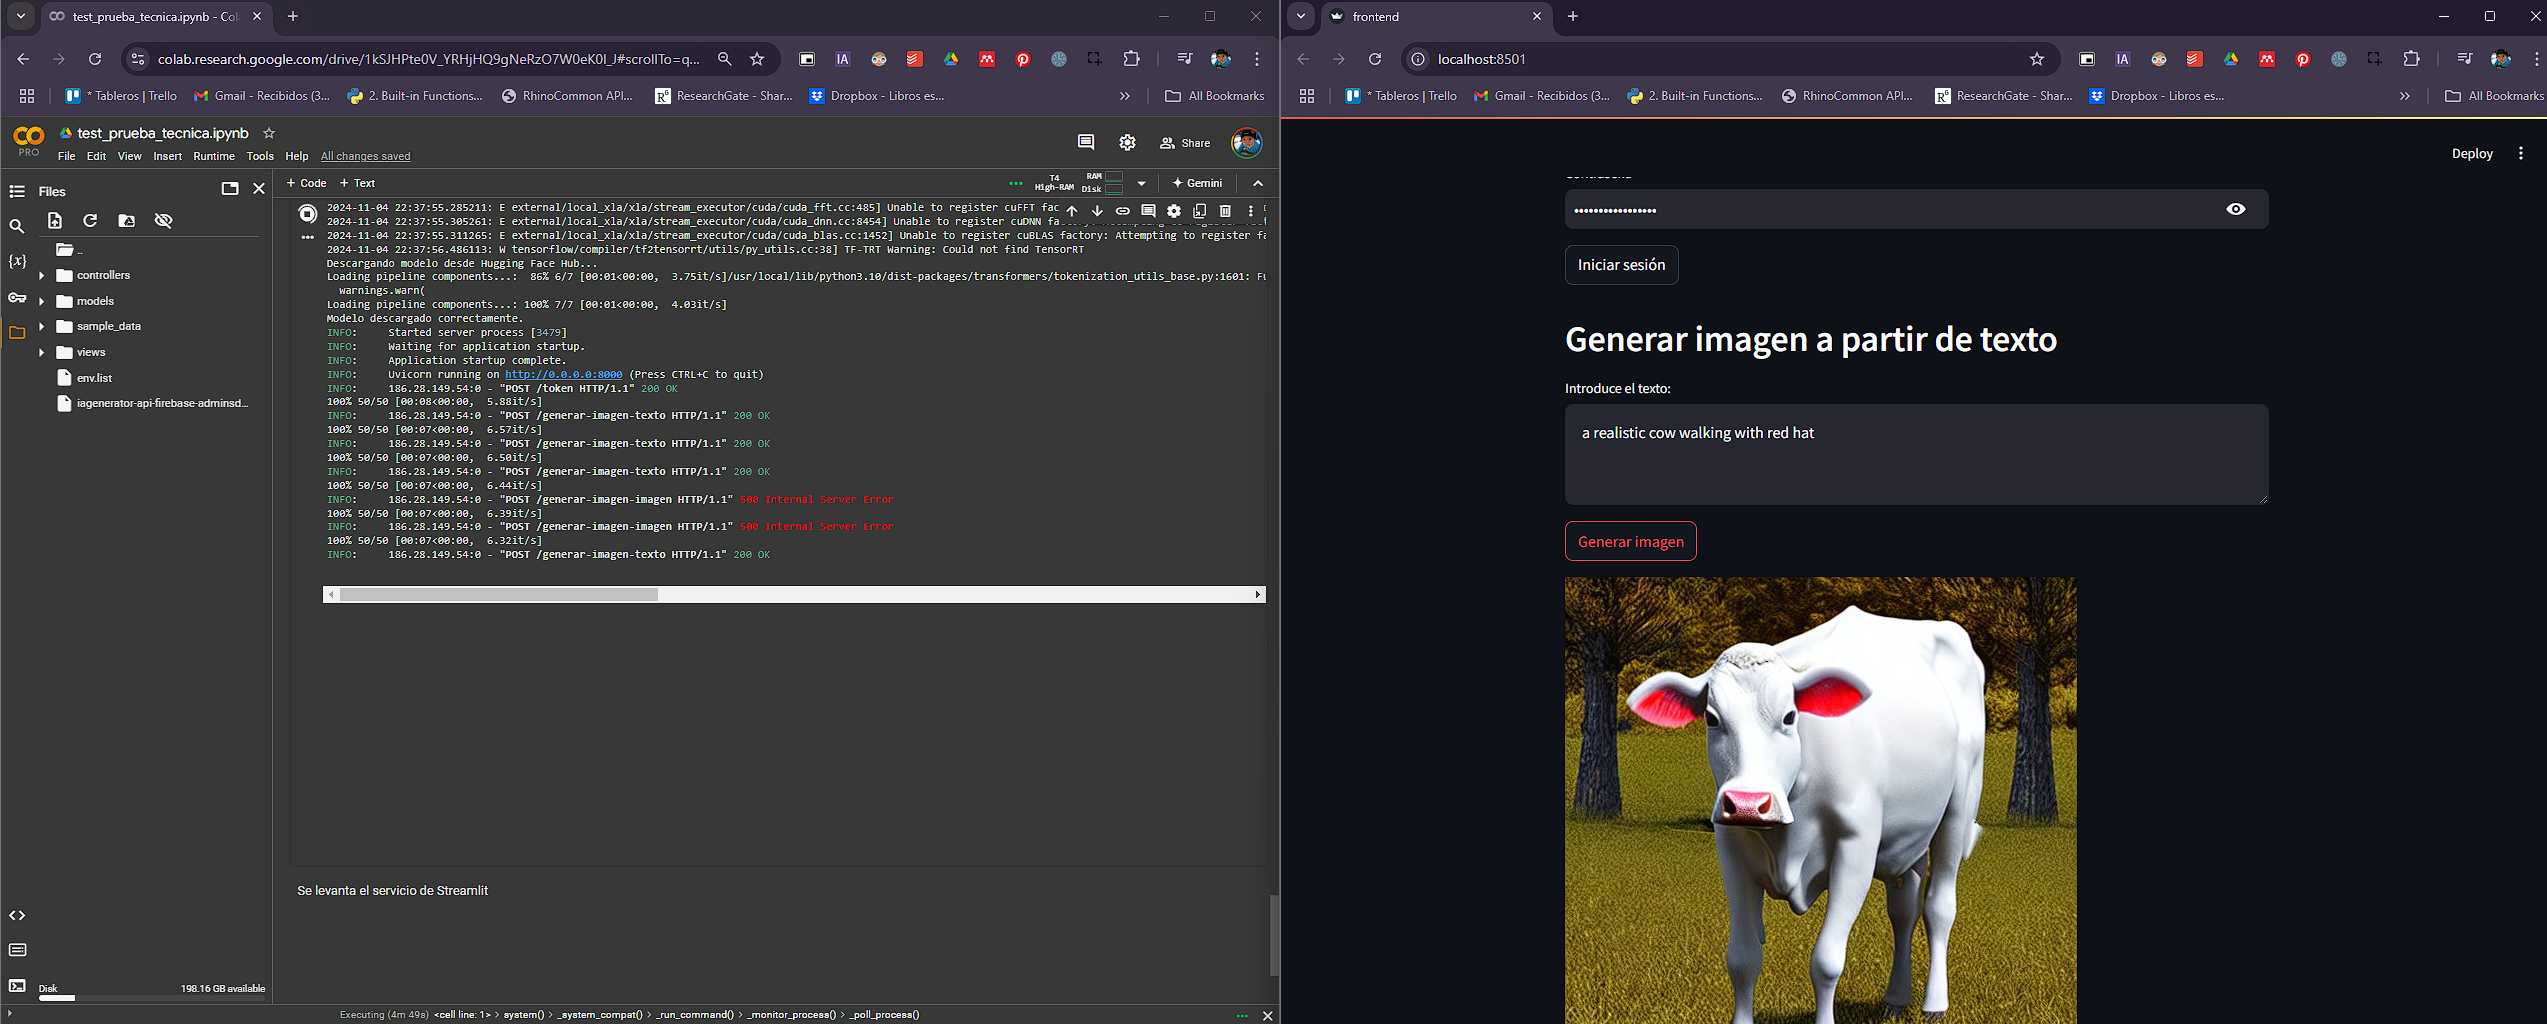 test_prueba_tecnica.ipynb - Col
colab.research.google.com/drive/1kSJHPte0V_YRHjHQ9gNeRzO7W0eK0I_J#scrollTo=q...
* Tableros | Trello
Gmail - Recibidos (3...
2. Built-in Functions...
RhinoCommon API...
ResearchGate - Shar...
Dropbox - Libros es...
All Bookmarks
PRO
test_prueba_tecnica.ipynb
File Edit View Insert Runtime Tools Help All changes saved
Share
Files
+ Code + Text
T4
High-RAM
RAM
Disk
Gemini
..
controllers
models
sample_data
views
env.list
iagenerator-api-firebase-adminsd...
2024-11-04 22:37:55.285211: E external/local_xla/xla/stream_executor/cuda/cuda_fft.cc:485] Unable to register cuFFT fac
2024-11-04 22:37:55.305261: E external/local_xla/xla/stream_executor/cuda/cuda_dnn.cc:8454] Unable to register cuDNN fa
2024-11-04 22:37:55.311265: E external/local_xla/xla/stream_executor/cuda/cuda_blas.cc:1452] Unable to register cuBLAS factory: Attempting to register fa
2024-11-04 22:37:56.486113: W tensorflow/compiler/tf2tensorrt/utils/py_utils.cc:38] TF-TRT Warning: Could not find TensorRT
Descargando modelo desde Hugging Face Hub...
Loading pipeline components...:  86% 6/7 [00:01<00:00,  3.75it/s]/usr/local/lib/python3.10/dist-packages/transformers/tokenization_utils_base.py:1601: Fu
warnings.warn(
Loading pipeline components...: 100% 7/7 [00:01<00:00,  4.03it/s]
Modelo descargado correctamente.
INFO:     Started server process [3479]
INFO:     Waiting for application startup.
INFO:     Application startup complete.
INFO:     Uvicorn running on http://0.0.0.0:8000 (Press CTRL+C to quit)
INFO:     186.28.149.54:0 - "POST /token HTTP/1.1" 200 OK
100% 50/50 [00:08<00:00,  5.88it/s]
INFO:     186.28.149.54:0 - "POST /generar-imagen-texto HTTP/1.1" 200 OK
100% 50/50 [00:07<00:00,  6.57it/s]
INFO:     186.28.149.54:0 - "POST /generar-imagen-texto HTTP/1.1" 200 OK
100% 50/50 [00:07<00:00,  6.50it/s]
INFO:     186.28.149.54:0 - "POST /generar-imagen-texto HTTP/1.1" 200 OK
100% 50/50 [00:07<00:00,  6.44it/s]
INFO:     186.28.149.54:0 - "POST /generar-imagen-imagen HTTP/1.1" 500 Internal Server Error
100% 50/50 [00:07<00:00,  6.39it/s]
INFO:     186.28.149.54:0 - "POST /generar-imagen-imagen HTTP/1.1" 500 Internal Server Error
100% 50/50 [00:07<00:00,  6.32it/s]
INFO:     186.28.149.54:0 - "POST /generar-imagen-texto HTTP/1.1" 200 OK
Se levanta el servicio de Streamlit
Disk 198.16 GB available
Executing (4m 49s) <cell line: 1> > system() > _system_compat() > _run_command() > _monitor_process() > _poll_process()
frontend
localhost:8501
* Tableros | Trello
Gmail - Recibidos (3...
2. Built-in Functions...
RhinoCommon API...
ResearchGate - Shar...
Dropbox - Libros es...
All Bookmarks
Deploy
Iniciar sesión
Generar imagen a partir de texto
Introduce el texto:
a realistic cow walking with red hat
Generar imagen